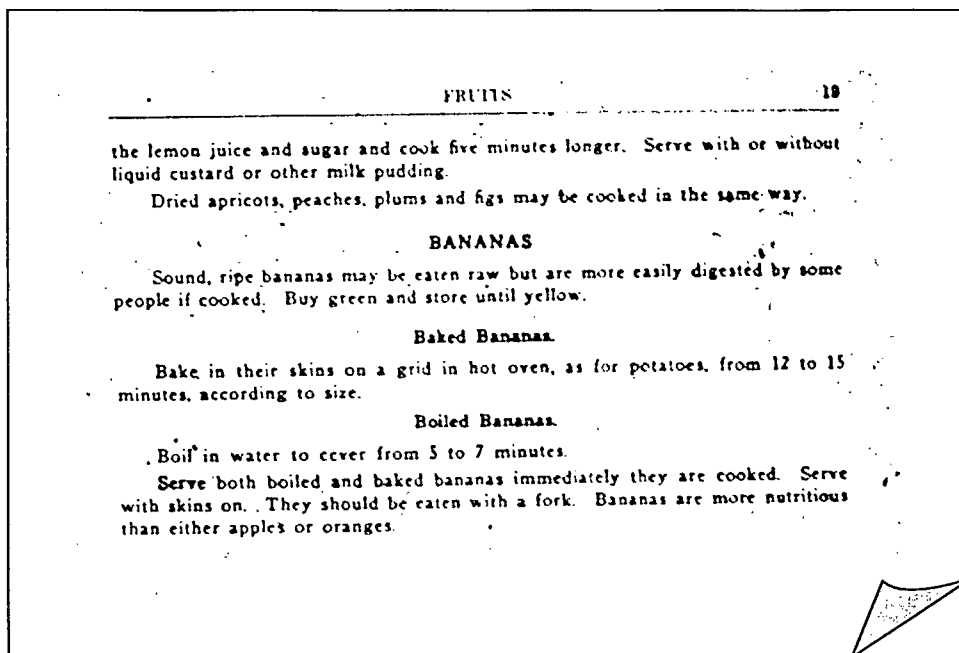 FRUITS 19
the lemon juice and sugar and cook five minutes longer. Serve with or without
liquid custard or other milk pudding.
Dried apricots, peaches, plums and figs may be cooked in the same way.
BANANAS
Sound, ripe bananas may be eaten raw but are more easily digested by some
people if cooked. Buy green and store until yellow.
Baked Bananas.
Bake in their skins on a grid in hot oven, as for potatoes, from 12 to 15
minutes, according to size.
Boiled Bananas.
Boil in water to cover from 5 to 7 minutes.
Serve both boiled and baked bananas immediately they are cooked. Serve
with skins on. They should be eaten with a fork. Bananas are more nutritious
than either apples or oranges.